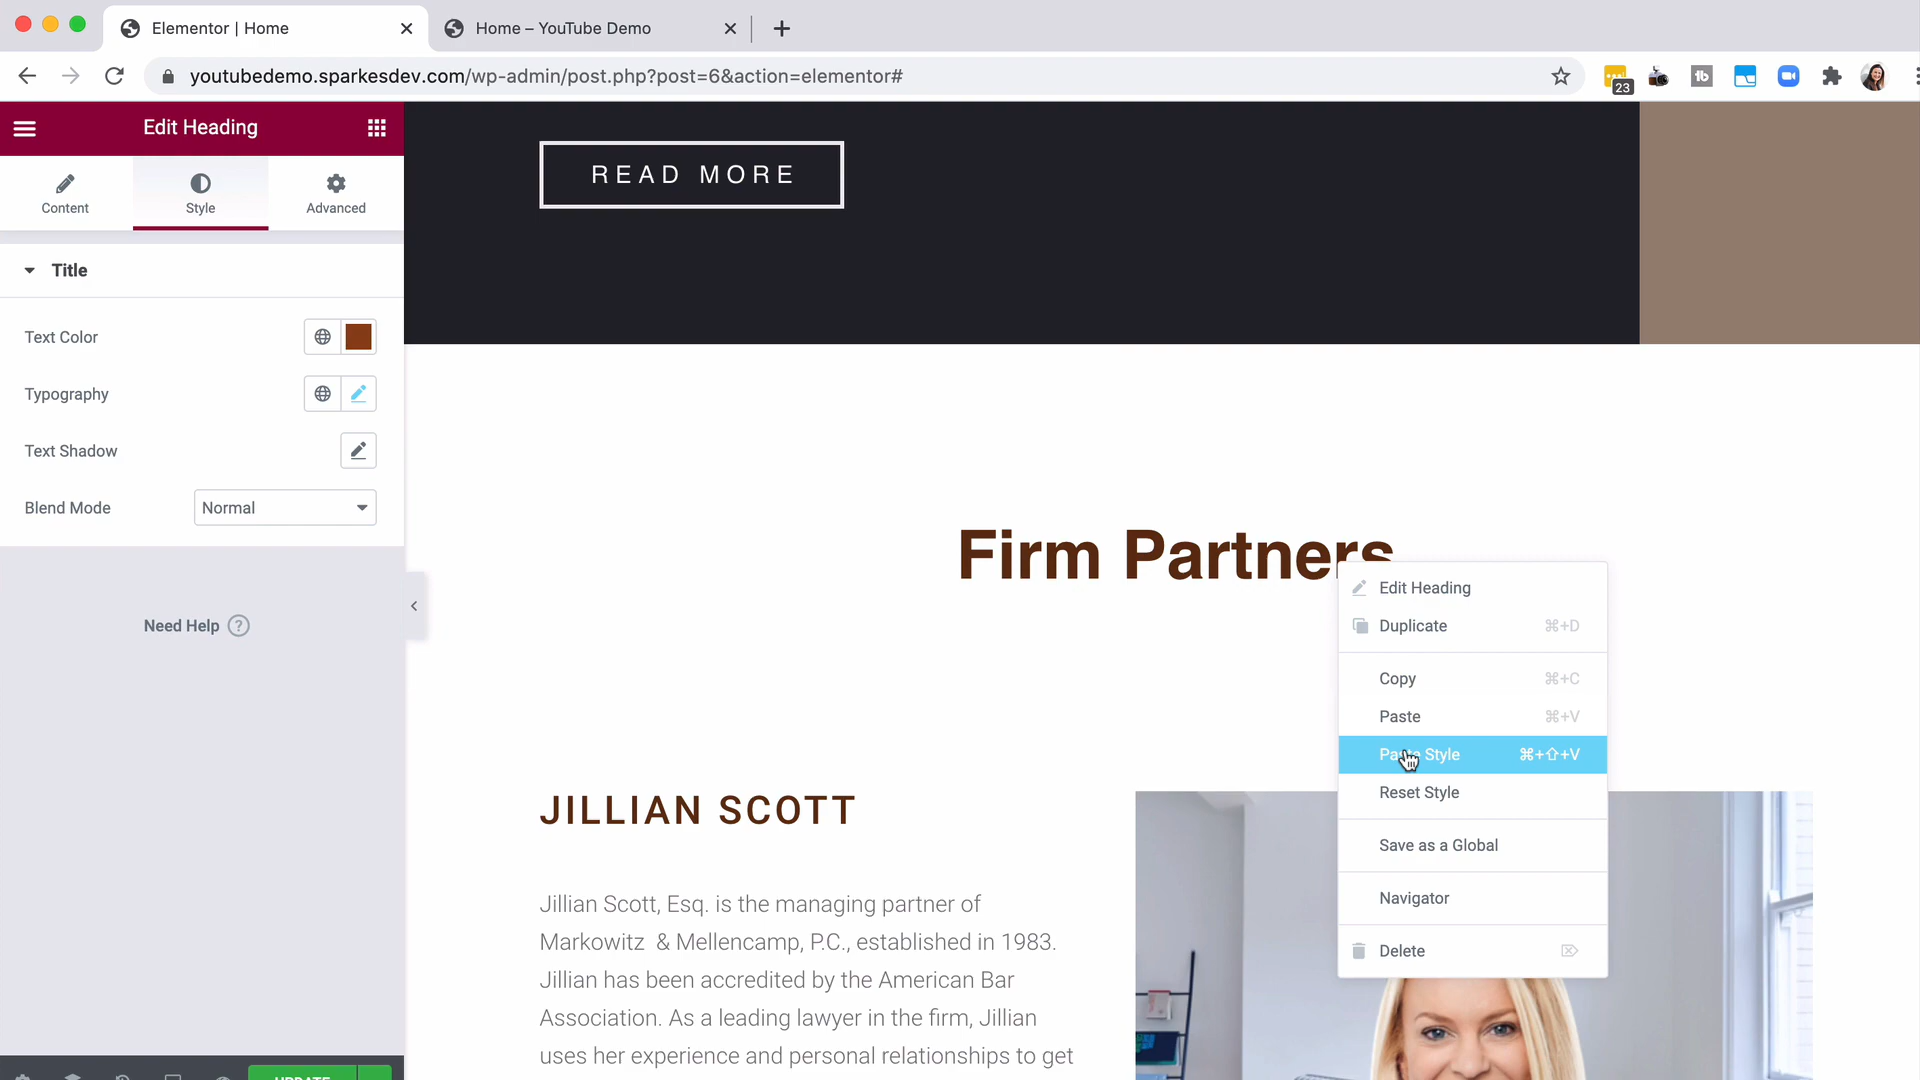 Elementor | Home
Home – YouTube Demo
youtubedemo.sparkesdev.com/wp-admin/post.php?post=6&action=elementor#
23
tb
Edit Heading
Content
Style
Advanced
Title
Text Color
Typography
Text Shadow
Blend Mode
Normal
Need Help ?
UPDATE
READ MORE
Firm Partners
Edit Heading
Duplicate ⌘+D
Copy ⌘+C
Paste ⌘+V
Paste Style ⌘+⇧+V
Reset Style
Save as a Global
Navigator
Delete ⌦
JILLIAN SCOTT
Jillian Scott, Esq. is the managing partner of
Markowitz & Mellencamp, P.C., established in 1983.
Jillian has been accredited by the American Bar
Association. As a leading lawyer in the firm, Jillian
uses her experience and personal relationships to get